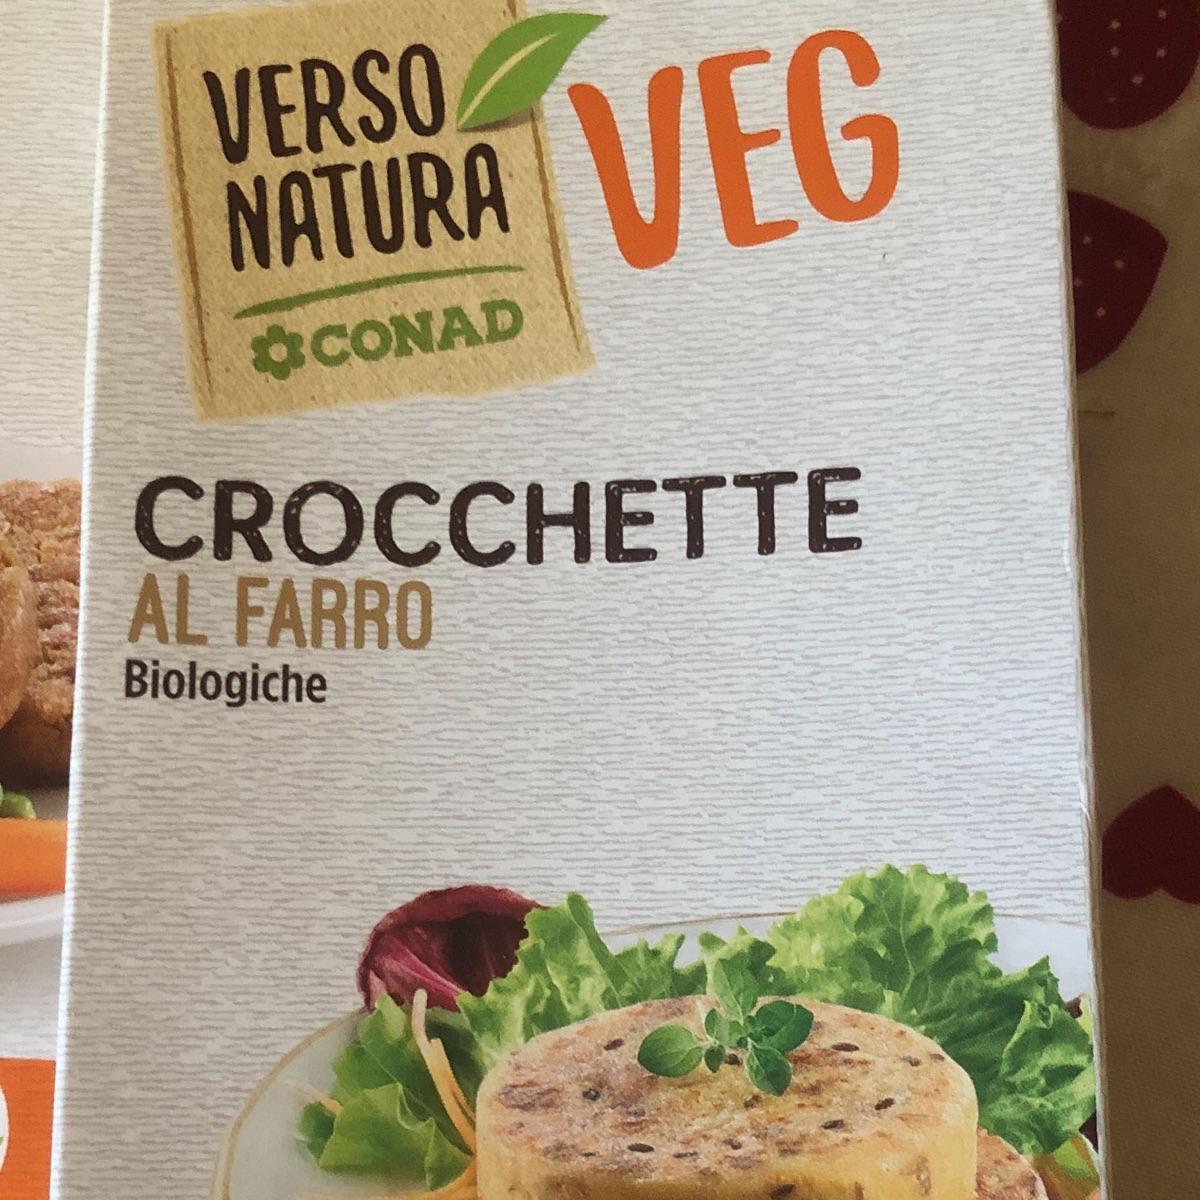 VERSO
NATURA
CONAD
VEG
CROCCHETTE
AL FARRO
Biologiche